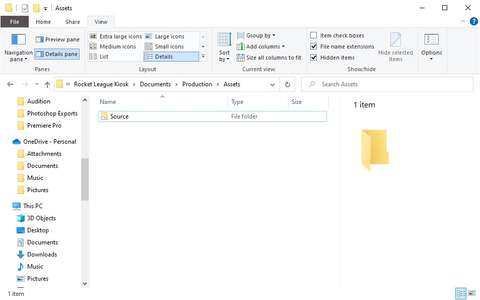 Assets
File
Home
Share
View
Navigation pane
Preview pane
Details pane
Panes
Extra large icons
Large icons
Medium icons
Small icons
List
Details
Layout
Sort by
Group by
Add columns
Size all columns to fit
Current view
Item check boxes
File name extensions
Hidden items
Hide selected items
Show/hide
Options
Rocket League Kiosk > Documents > Production > Assets
Search Assets
Name
Type
Size
Source
File folder
1 item
Audition
Photoshop Exports
Premiere Pro
OneDrive - Personal
Attachments
Documents
Music
Pictures
This PC
3D Objects
Desktop
Documents
Downloads
Music
Pictures
1 item